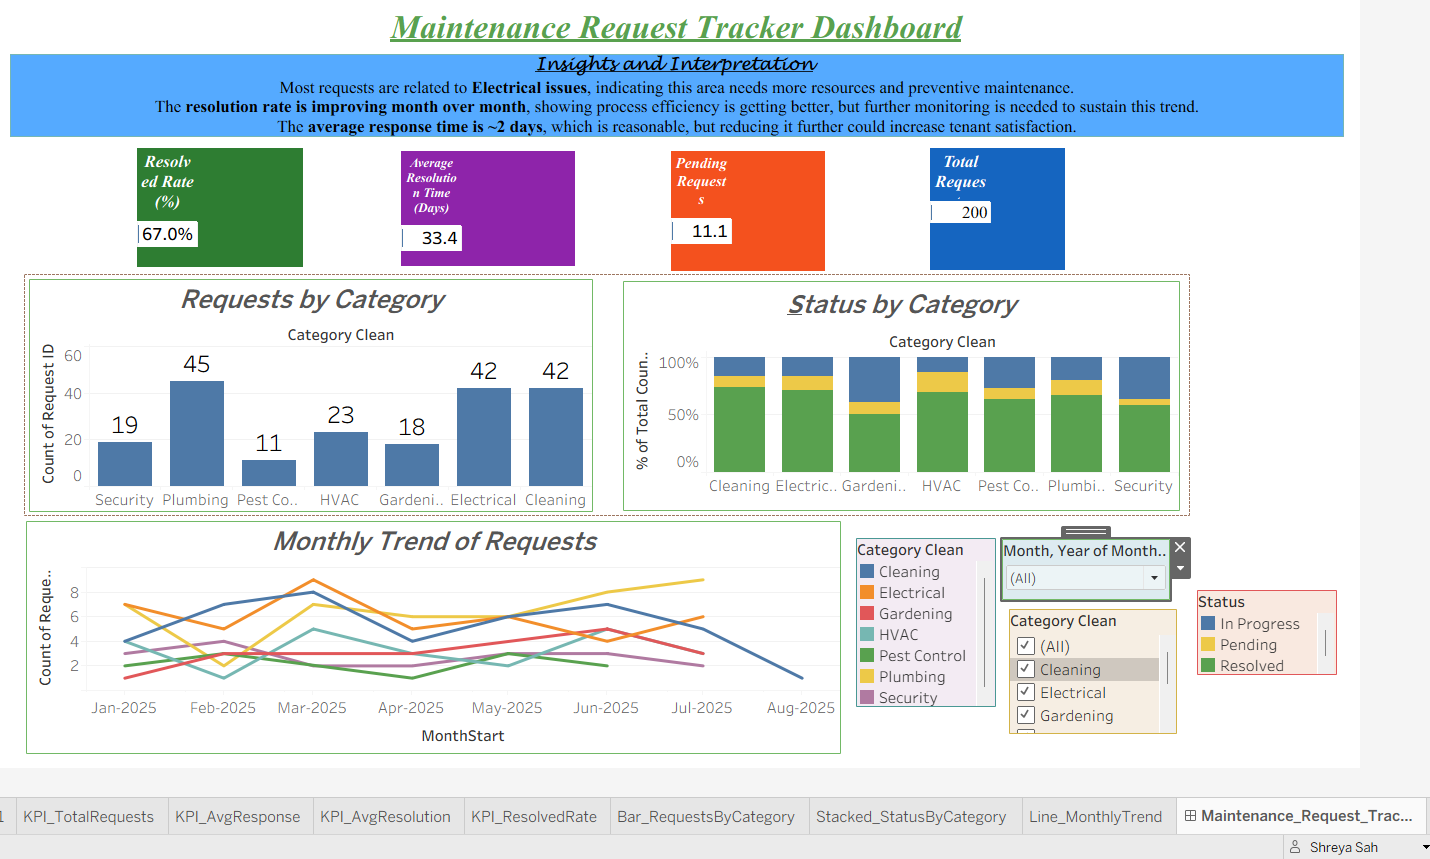 Maintenance Request Tracker Dashboard
Insights and Interpretation
Most requests are related to Electrical issues, indicating this area needs more resources and preventive maintenance.
The resolution rate is improving month over month, showing process efficiency is getting better, but further monitoring is needed to sustain this trend.
The average response time is ~2 days, which is reasonable, but reducing it further could increase tenant satisfaction.
Resolv
ed Rate
(%)
67.0%
Average
Resolutio
n Time
(Days)
33.4
Pending
Request
s
11.1
Total
Reques
200
Requests by Category
Category Clean
Count of Request ID
60
40
20
0
19
45
11
23
18
42
42
Security Plumbing Pest Co.. HVAC Gardeni.. Electrical Cleaning
Status by Category
Category Clean
% of Total Coun..
100%
50%
0%
Cleaning Electric.. Gardeni.. HVAC Pest Co.. Plumbi.. Security
Monthly Trend of Requests
Count of Reque..
8
6
4
2
Jan-2025 Feb-2025 Mar-2025 Apr-2025 May-2025 Jun-2025 Jul-2025 Aug-2025
MonthStart
Category Clean
Cleaning
Electrical
Gardening
HVAC
Pest Control
Plumbing
Security
Month, Year of Month..
(All)
Category Clean
(All)
Cleaning
Electrical
Gardening
Status
In Progress
Pending
Resolved
1 KPI_TotalRequests KPI_AvgResponse KPI_AvgResolution KPI_ResolvedRate Bar_RequestsByCategory Stacked_StatusByCategory Line_MonthlyTrend Maintenance_Request_Trac...
Shreya Sah